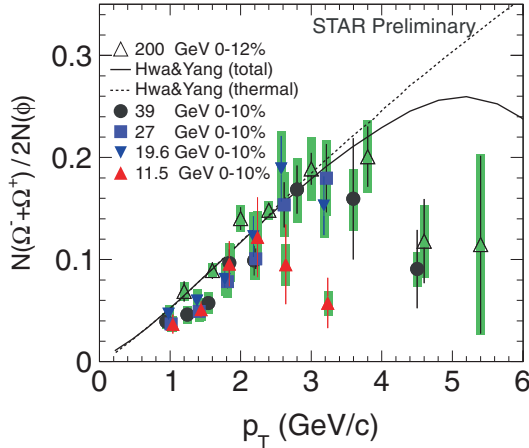 STAR Preliminary
200 GeV 0-12%
Hwa&Yang (total)
Hwa&Yang (thermal)
39 GeV 0-10%
27 GeV 0-10%
19.6 GeV 0-10%
11.5 GeV 0-10%
N(Ω⁻+Ω⁺) / 2N(ϕ)
0.3
0.2
0.1
0
0 1 2 3 4 5 6
p_T (GeV/c)